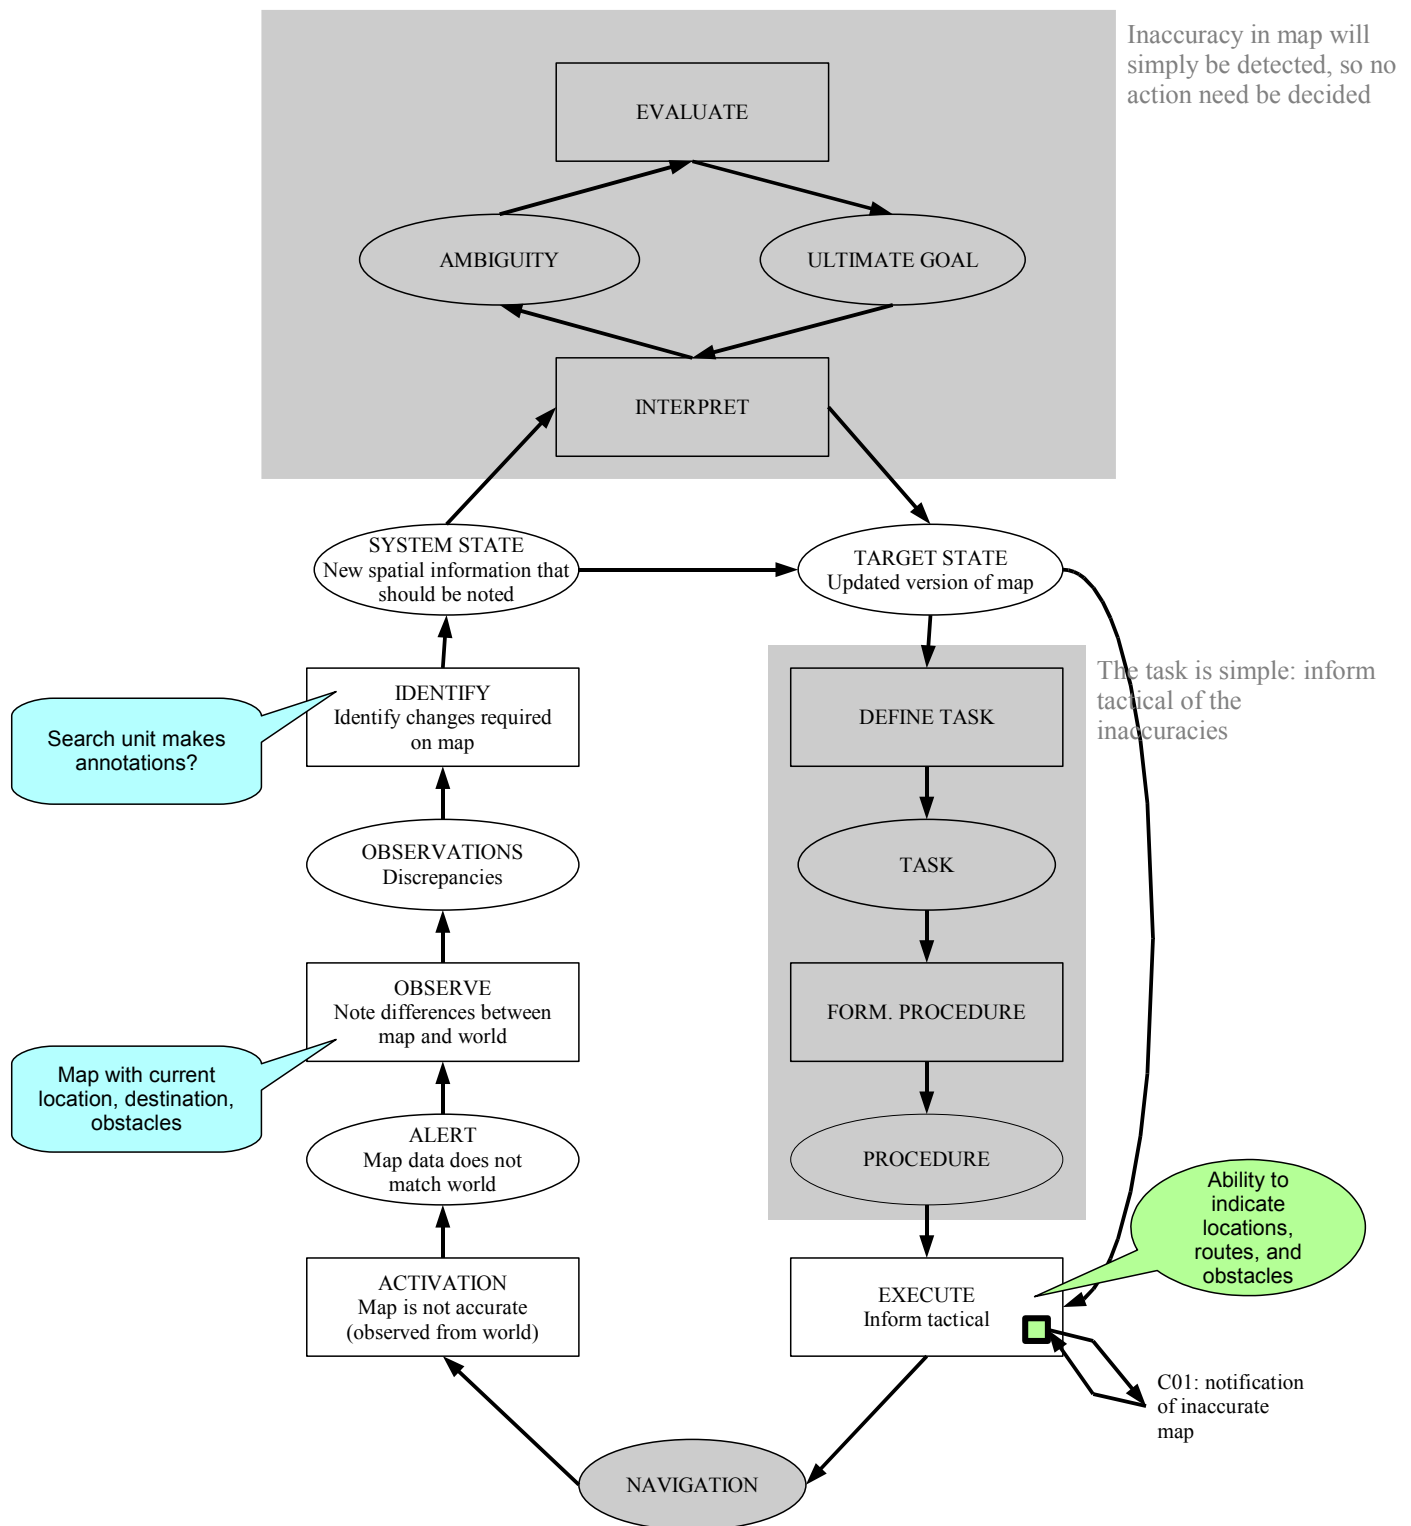 Inaccuracy in map will
simply be detected, so no
action need be decided
EVALUATE
AMBIGUITY
ULTIMATE GOAL
INTERPRET
SYSTEM STATE
New spatial information that
should be noted
TARGET STATE
Updated version of map
IDENTIFY
Identify changes required
on map
Search unit makes
annotations?
The task is simple: inform
tactical of the
inaccuracies
DEFINE TASK
OBSERVATIONS
Discrepancies
TASK
OBSERVE
Note differences between
map and world
FORM. PROCEDURE
Map with current
location, destination,
obstacles
ALERT
Map data does not
match world
PROCEDURE
Ability to
indicate
locations,
routes, and
obstacles
ACTIVATION
Map is not accurate
(observed from world)
EXECUTE
Inform tactical
C01: notification
of inaccurate
map
NAVIGATION